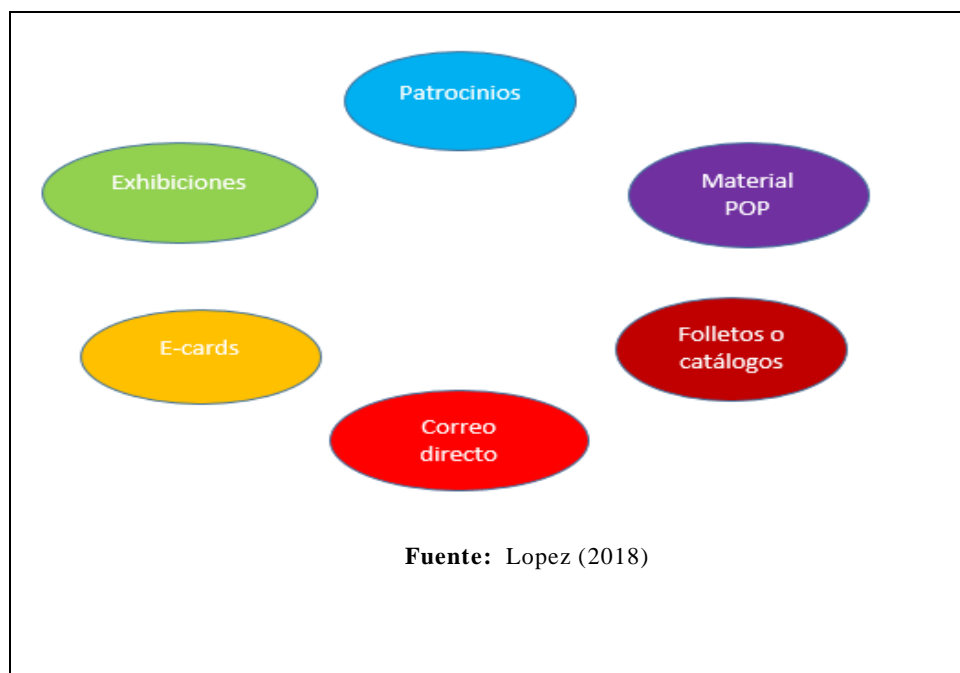 Patrocinios
Exhibiciones
Material
POP
E-cards
Folletos o
catálogos
Correo
directo
Fuente: Lopez (2018)